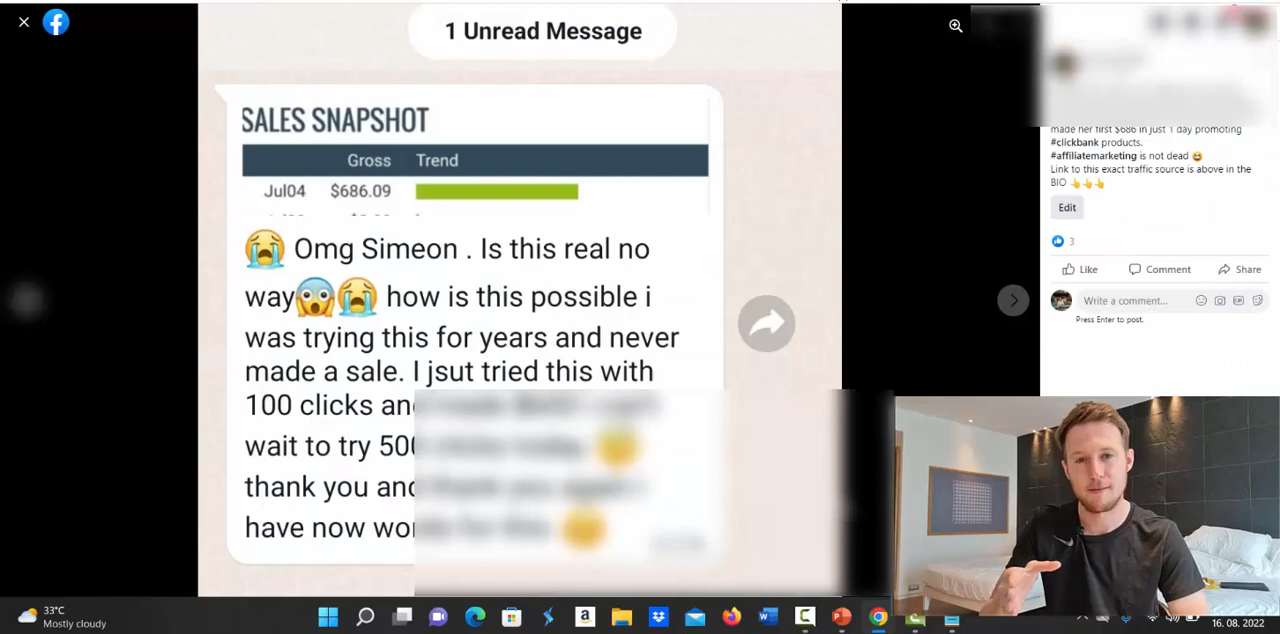 1 Unread Message
SALES SNAPSHOT
Gross Trend
Jul04 $686.09
😭 Omg Simeon . Is this real no
way😱😭 how is this possible i
was trying this for years and never
made a sale. I jsut tried this with
100 clicks an
wait to try 50
thank you an
have now wo
made her first $686 in just 1 day promoting
#clickbank products.
#affiliatemarketing is not dead 😅
Link to this exact traffic source is above in the
BIO 👆👆👆
Edit
3
Like Comment Share
Write a comment...
Press Enter to post.
33°C
Mostly cloudy
16. 08. 2022